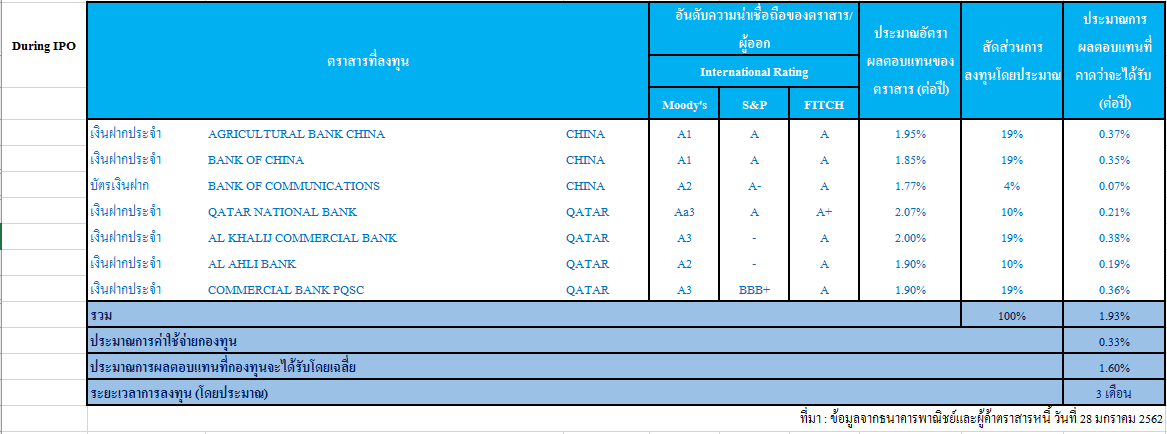 During IPO
ตราสารที่ลงทุน
อันดับความน่าเชื่อถือของตราสาร/
ผู้ออก
International Rating
Moody's S&P FITCH
ประมาณอัตรา
ผลตอบแทนของ
ตราสาร (ต่อปี)
สัดส่วนการ
ลงทุนโดยประมาณ
ประมาณการ
ผลตอบแทนที่
คาดว่าจะได้รับ
(ต่อปี)
เงินฝากประจำ AGRICULTURAL BANK CHINA CHINA A1 A A 1.95% 19% 0.37%
เงินฝากประจำ BANK OF CHINA CHINA A1 A A 1.85% 19% 0.35%
บัตรเงินฝาก BANK OF COMMUNICATIONS CHINA A2 A- A 1.77% 4% 0.07%
เงินฝากประจำ QATAR NATIONAL BANK QATAR Aa3 A A+ 2.07% 10% 0.21%
เงินฝากประจำ AL KHALIJ COMMERCIAL BANK QATAR A3 - A 2.00% 19% 0.38%
เงินฝากประจำ AL AHLI BANK QATAR A2 - A 1.90% 10% 0.19%
เงินฝากประจำ COMMERCIAL BANK PQSC QATAR A3 BBB+ A 1.90% 19% 0.36%
รวม 100% 1.93%
ประมาณการค่าใช้จ่ายกองทุน 0.33%
ประมาณการผลตอบแทนที่กองทุนจะได้รับโดยเฉลี่ย 1.60%
ระยะเวลาการลงทุน (โดยประมาณ) 3 เดือน
ที่มา : ข้อมูลจากธนาคารพาณิชย์และผู้ค้าตราสารหนี้ วันที่ 28 มกราคม 2562